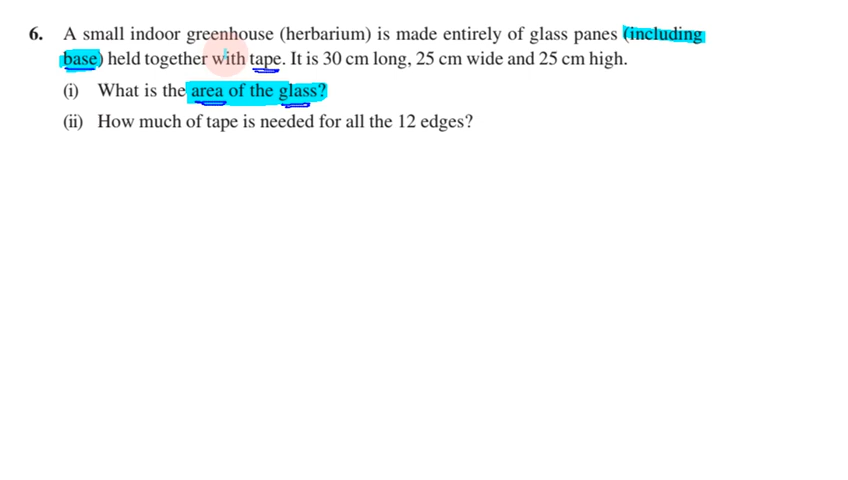 6. A small indoor greenhouse (herbarium) is made entirely of glass panes (including
base) held together with tape. It is 30 cm long, 25 cm wide and 25 cm high.
(i) What is the area of the glass?
(ii) How much of tape is needed for all the 12 edges?